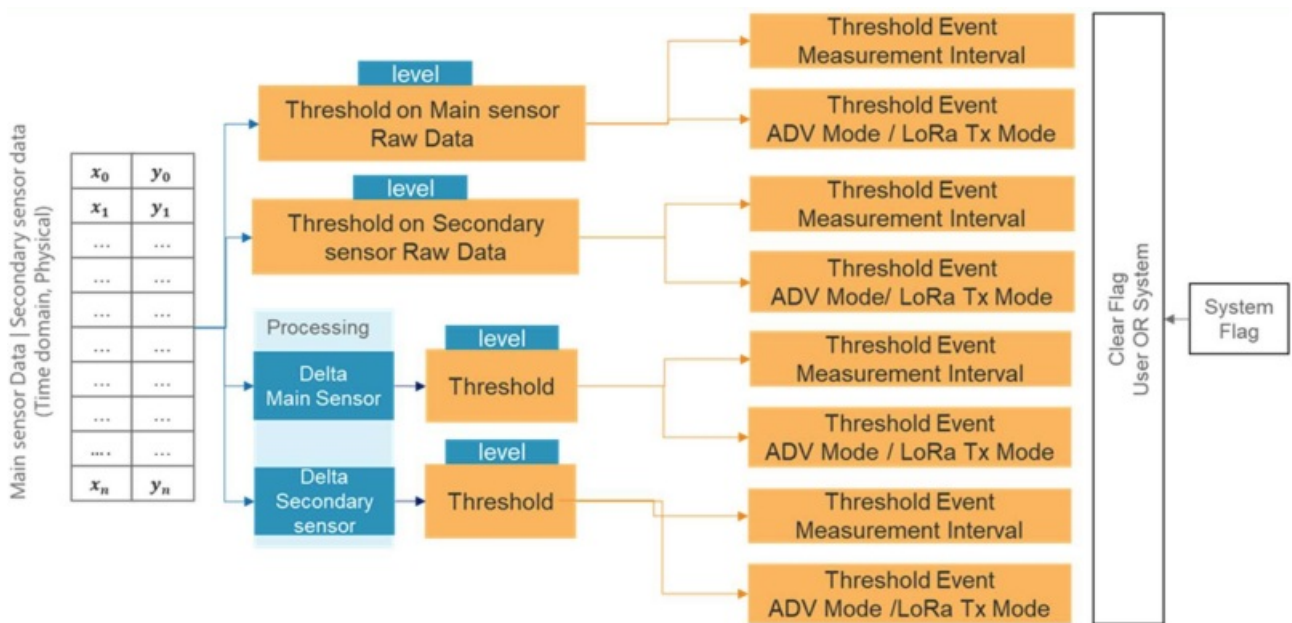 Main sensor Data | Secondary sensor data
(Time domain, Physical)
x₀ y₀
x₁ y₁
... ...
... ...
... ...
... ...
... ...
... ...
.... ...
xₙ yₙ
level
Threshold on Main sensor
Raw Data
level
Threshold on Secondary
sensor Raw Data
Processing
Delta
Main Sensor
level
Threshold
Delta
Secondary
sensor
level
Threshold
Threshold Event
Measurement Interval
Threshold Event
ADV Mode / LoRa Tx Mode
Threshold Event
Measurement Interval
Threshold Event
ADV Mode/ LoRa Tx Mode
Threshold Event
Measurement Interval
Threshold Event
ADV Mode / LoRa Tx Mode
Threshold Event
Measurement Interval
Threshold Event
ADV Mode /LoRa Tx Mode
Clear Flag
User OR System
System
Flag